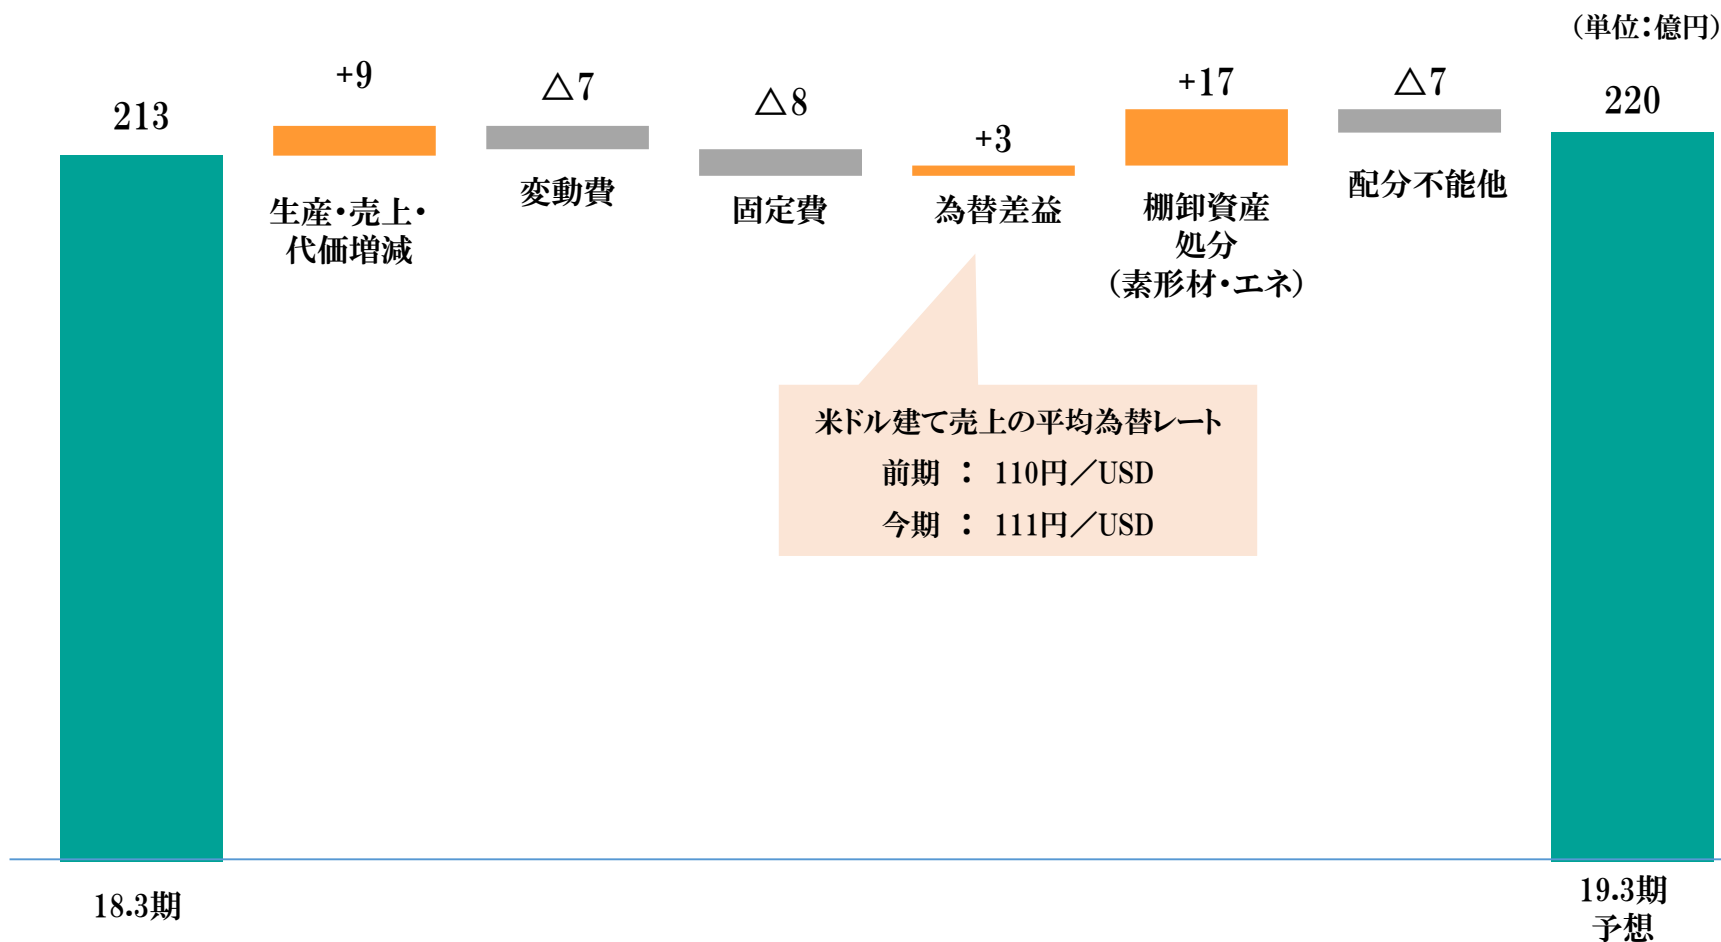 （単位：億円）
213
+9
△7
△8
+3
+17
△7
220
生産・売上・
代価増減
変動費
固定費
為替差益
棚卸資産
処分
（素形材・エネ）
配分不能他
米ドル建て売上の平均為替レート
前期 ： 110円／USD
今期 ： 111円／USD
18.3期
19.3期
予想